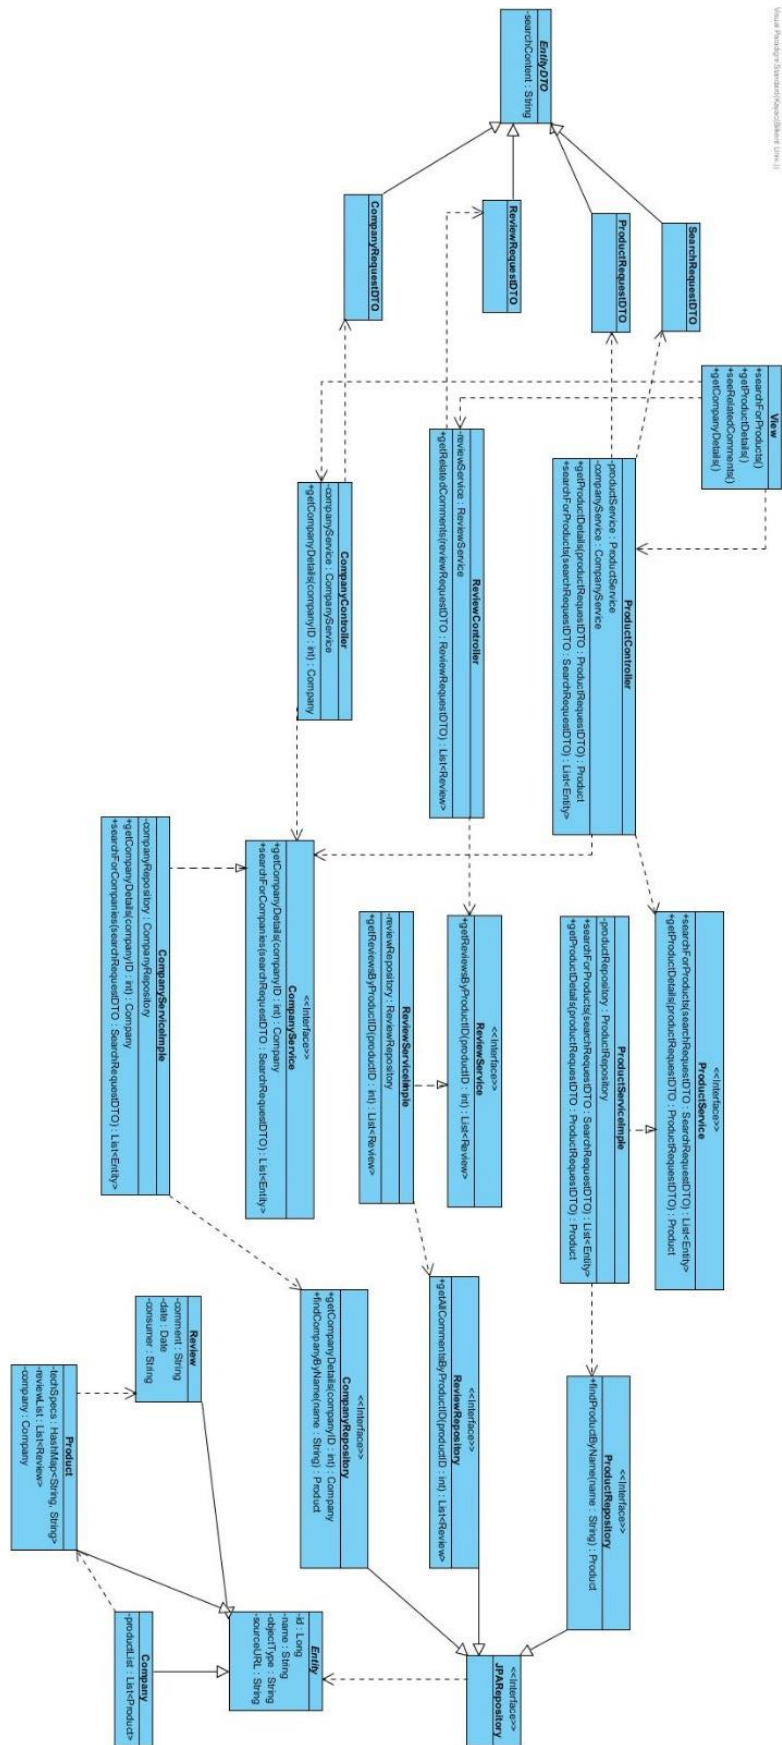 Visual Paradigm Standard(Kopaci(Bilkent Univ.))
EntityDTO
-searchContent : String
SearchRequestDTO
ProductRequestDTO
ReviewRequestDTO
CompanyRequestDTO
View
+searchForProducts()
+getProductDetails()
+seeRelatedComments()
+getCompanyDetails()
ProductController
-productService : ProductService
-companyService : CompanyService
+getProductDetails(productRequestDTO : ProductRequestDTO) : Product
+searchForProducts(searchRequestDTO : SearchRequestDTO) : List<Entity>
ReviewController
-reviewService : ReviewService
+getRelatedComments(reviewRequestDTO : ReviewRequestDTO) : List<Review>
CompanyController
-companyService : CompanyService
+getCompanyDetails(companyID : int) : Company
<<Interface>>
ProductService
+searchForProducts(searchRequestDTO : SearchRequestDTO) : List<Entity>
+getProductDetails(productRequestDTO : ProductRequestDTO) : Product
ProductServiceImple
-productRepository : ProductRepository
+searchForProducts(searchRequestDTO : SearchRequestDTO) : List<Entity>
+getProductDetails(productRequestDTO : ProductRequestDTO) : Product
<<Interface>>
ReviewService
+getReviewsByProductID(productID : int) : List<Review>
ReviewServiceImple
-reviewRepository : ReviewRepository
+getReviewsByProductID(productID : int) : List<Review>
<<Interface>>
CompanyService
+getCompanyDetails(companyID : int) : Company
+searchForCompanies(searchRequestDTO : SearchRequestDTO) : List<Entity>
CompanyServiceImple
-companyRepository : CompanyRepository
+getCompanyDetails(companyID : int) : Company
+searchForCompanies(searchRequestDTO : SearchRequestDTO) : List<Entity>
<<Interface>>
ProductRepository
+findProductByName(name : String) : Product
<<Interface>>
ReviewRepository
+getAllCommentsByProductID(productID : int) : List<Review>
<<Interface>>
CompanyRepository
+getCompanyDetails(companyID : int) : Company
+findCompanyByName(name : String) : Product
<<Interface>>
JPARepository
Review
-comment : String
-date : Date
-consumer : String
Product
-techSpecs : HashMap<String, String>
-reviewList : List<Review>
-company : Company
Entity
-id : Long
-name : String
-objectType : String
-sourceURL : String
Company
-productList : List<Product>